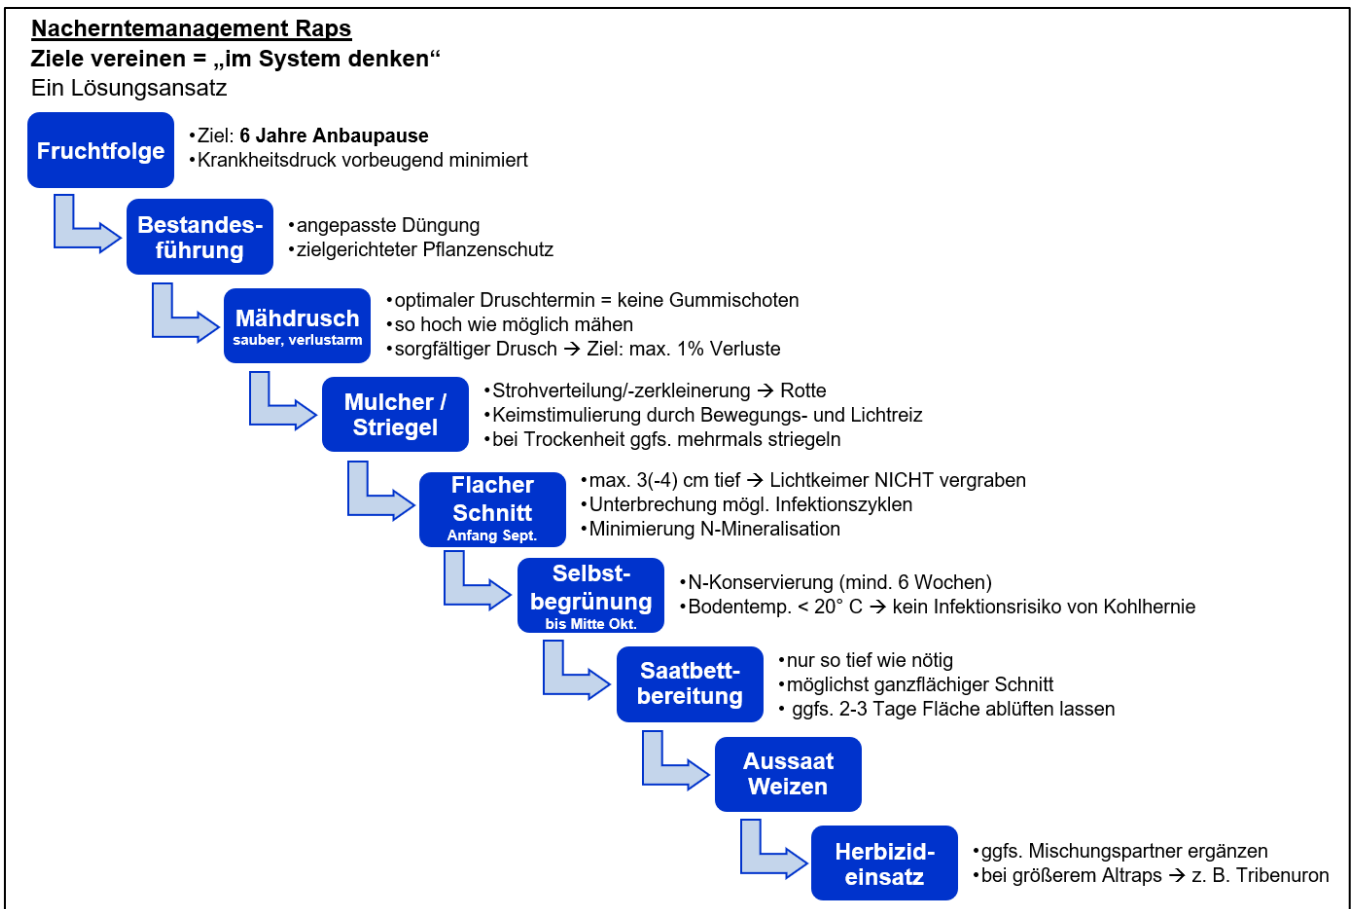 Nacherntemanagement Raps
Ziele vereinen = „im System denken“
Ein Lösungsansatz
Fruchtfolge
•Ziel: 6 Jahre Anbaupause
•Krankheitsdruck vorbeugend minimiert
Bestandes-
führung
•angepasste Düngung
•zielgerichteter Pflanzenschutz
Mähdrusch
sauber, verlustarm
•optimaler Druschtermin = keine Gummischoten
•so hoch wie möglich mähen
•sorgfältiger Drusch → Ziel: max. 1% Verluste
Mulcher /
Striegel
•Strohverteilung/-zerkleinerung → Rotte
•Keimstimulierung durch Bewegungs- und Lichtreiz
•bei Trockenheit ggfs. mehrmals striegeln
Flacher
Schnitt
Anfang Sept.
•max. 3(-4) cm tief → Lichtkeimer NICHT vergraben
•Unterbrechung mögl. Infektionszyklen
•Minimierung N-Mineralisation
Selbst-
begrünung
bis Mitte Okt.
•N-Konservierung (mind. 6 Wochen)
•Bodentemp. < 20° C → kein Infektionsrisiko von Kohlhernie
Saatbett-
bereitung
•nur so tief wie nötig
•möglichst ganzflächiger Schnitt
• ggfs. 2-3 Tage Fläche ablüften lassen
Aussaat
Weizen
Herbizid-
einsatz
•ggfs. Mischungspartner ergänzen
•bei größerem Altraps → z. B. Tribenuron